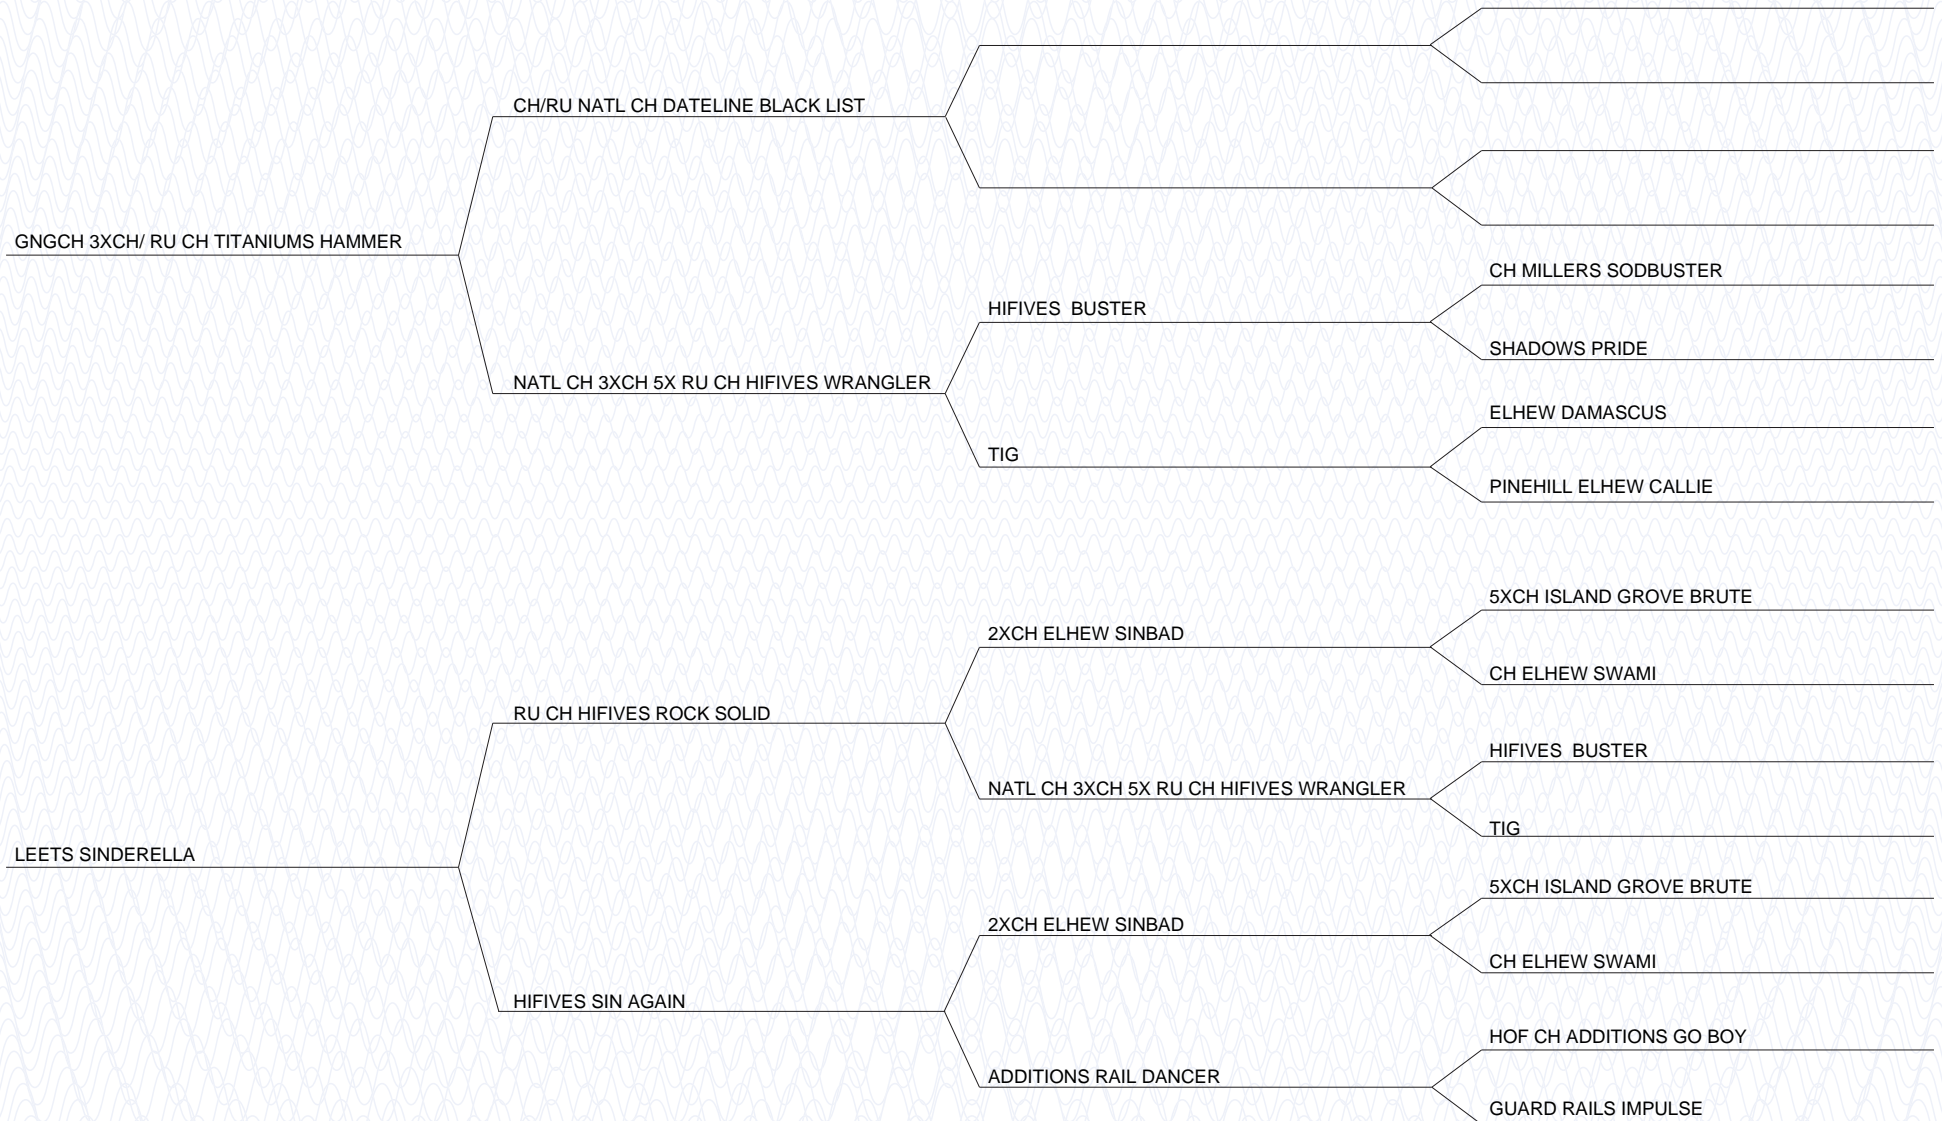 CH/RU NATL CH DATELINE BLACK LIST
GNGCH 3XCH/ RU CH TITANIUMS HAMMER
CH MILLERS SODBUSTER
HIFIVES  BUSTER
SHADOWS PRIDE
NATL CH 3XCH 5X RU CH HIFIVES WRANGLER
ELHEW DAMASCUS
TIG
PINEHILL ELHEW CALLIE
5XCH ISLAND GROVE BRUTE
2XCH ELHEW SINBAD
CH ELHEW SWAMI
RU CH HIFIVES ROCK SOLID
HIFIVES  BUSTER
NATL CH 3XCH 5X RU CH HIFIVES WRANGLER
TIG
LEETS SINDERELLA
5XCH ISLAND GROVE BRUTE
2XCH ELHEW SINBAD
CH ELHEW SWAMI
HIFIVES SIN AGAIN
HOF CH ADDITIONS GO BOY
ADDITIONS RAIL DANCER
GUARD RAILS IMPULSE